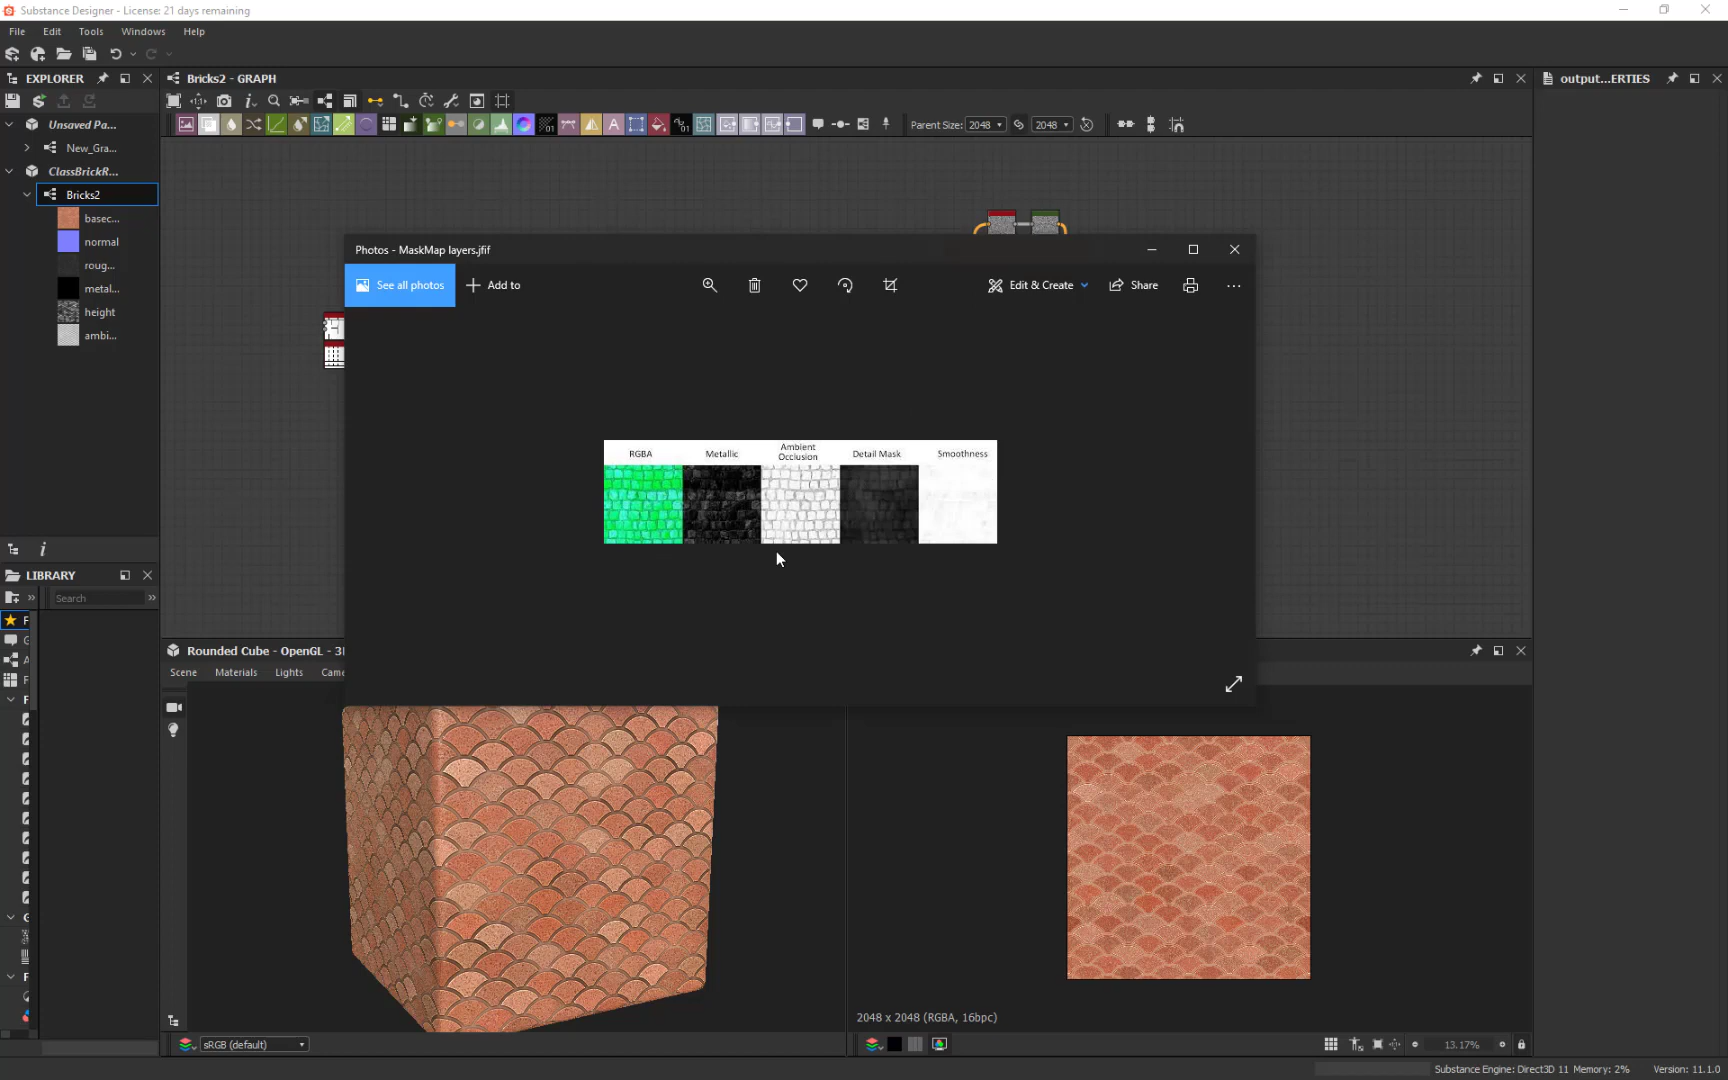 Substance Designer - License: 21 days remaining
File Edit Tools Windows Help
EXPLORER
Bricks2 - GRAPH
output...ERTIES
Parent Size: 2048 2048
Unsaved Pa...
New_Gra...
ClassBrickR...
Bricks2
basec...
normal
roug...
metal...
height
ambi...
Photos - MaskMap layers.jfif
See all photos
Add to
Edit & Create
Share
RGBA
Metallic
Ambient
Occlusion
Detail Mask
Smoothness
LIBRARY
Search
Rounded Cube - OpenGL - 3
Scene Materials Lights Came
2048 x 2048 (RGBA, 16bpc)
sRGB (default)
13.17%
Substance Engine: Direct3D 11 Memory: 2% Version: 11.1.0